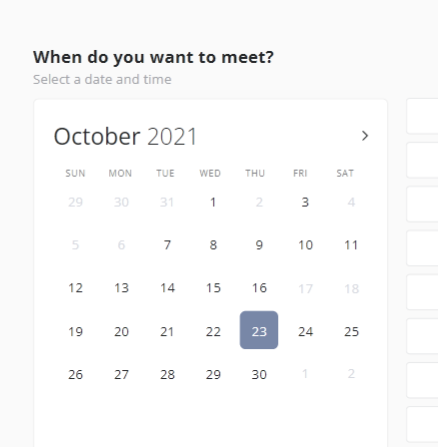 When do you want to meet?
Select a date and time
October 2021
SUN MON TUE WED THU FRI SAT
29 30 31 1 2 3 4
5 6 7 8 9 10 11
12 13 14 15 16 17 18
19 20 21 22 23 24 25
26 27 28 29 30 1 2